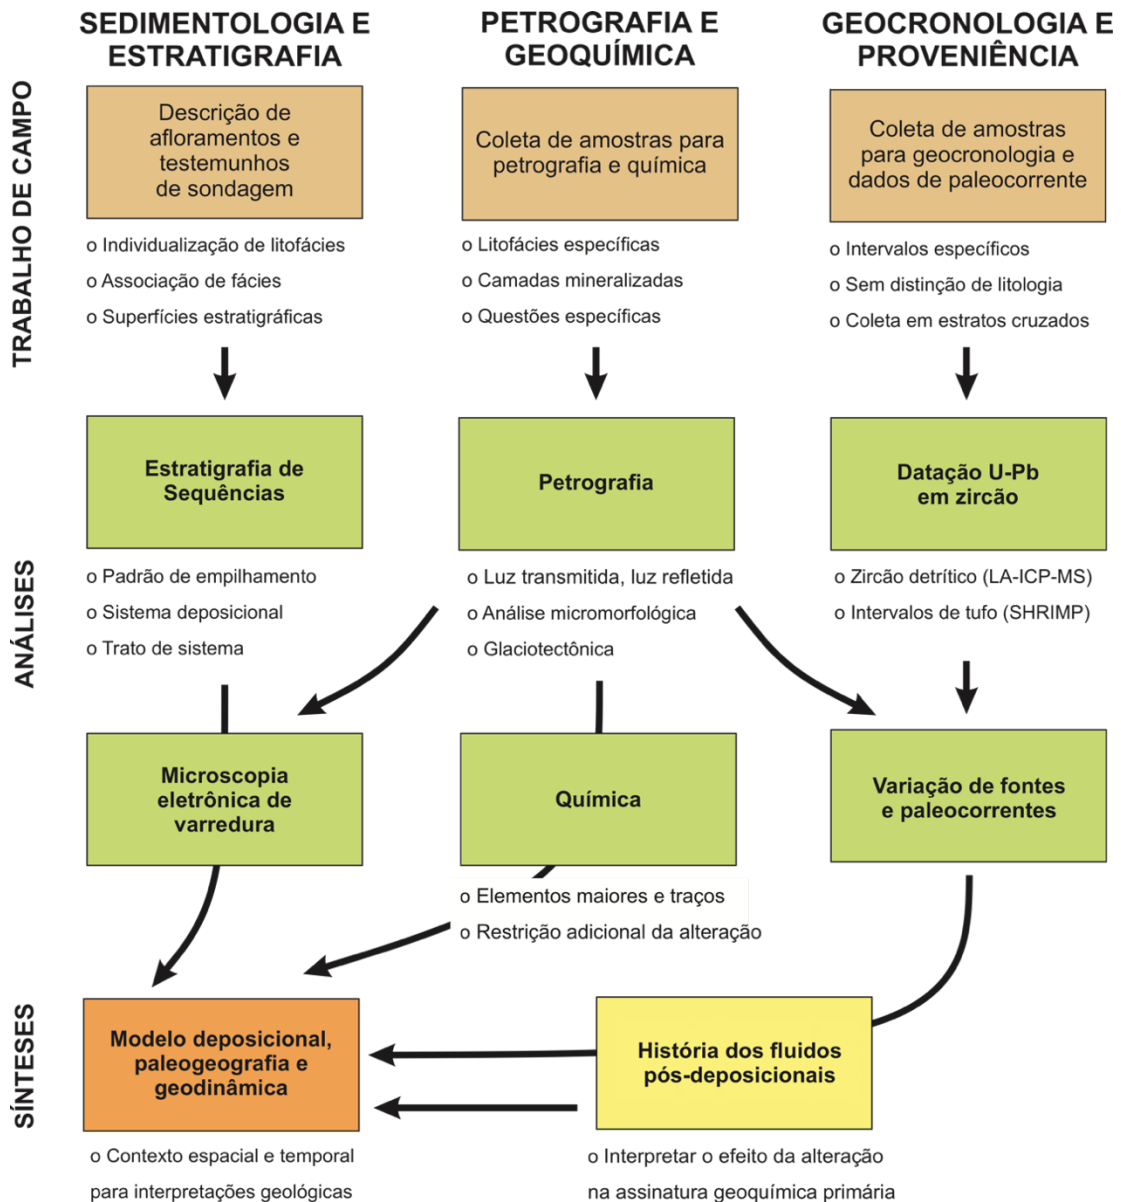 SEDIMENTOLOGIA E
ESTRATIGRAFIA
PETROGRAFIA E
GEOQUÍMICA
GEOCRONOLOGIA E
PROVENIÊNCIA
TRABALHO DE CAMPO
Descrição de
afloramentos e
testemunhos
de sondagem
Coleta de amostras para
petrografia e química
Coleta de amostras
para geocronologia e
dados de paleocorrente
o Individualização de litofácies
o Associação de fácies
o Superfícies estratigráficas
o Litofácies específicas
o Camadas mineralizadas
o Questões específicas
o Intervalos específicos
o Sem distinção de litologia
o Coleta em estratos cruzados
ANÁLISES
Estratigrafia de
Sequências
Petrografia
Datação U-Pb
em zircão
o Padrão de empilhamento
o Sistema deposicional
o Trato de sistema
o Luz transmitida, luz refletida
o Análise micromorfológica
o Glaciotectônica
o Zircão detrítico (LA-ICP-MS)
o Intervalos de tufo (SHRIMP)
Microscopia
eletrônica de
varredura
Química
Variação de fontes
e paleocorrentes
o Elementos maiores e traços
o Restrição adicional da alteração
SÍNTESES
Modelo deposicional,
paleogeografia e
geodinâmica
História dos fluidos
pós-deposicionais
o Contexto espacial e temporal
para interpretações geológicas
o Interpretar o efeito da alteração
na assinatura geoquímica primária